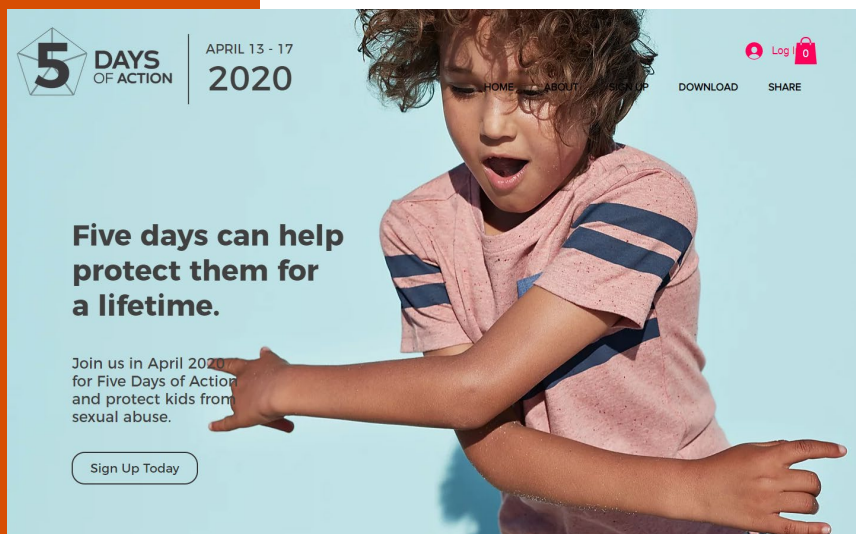 5 DAYS
OF ACTION
APRIL 13 - 17
2020
Log I
0
HOME
ABOUT
SIGN UP
DOWNLOAD
SHARE
Five days can help
protect them for
a lifetime.
Join us in April 2020
for Five Days of Action
and protect kids from
sexual abuse.
Sign Up Today